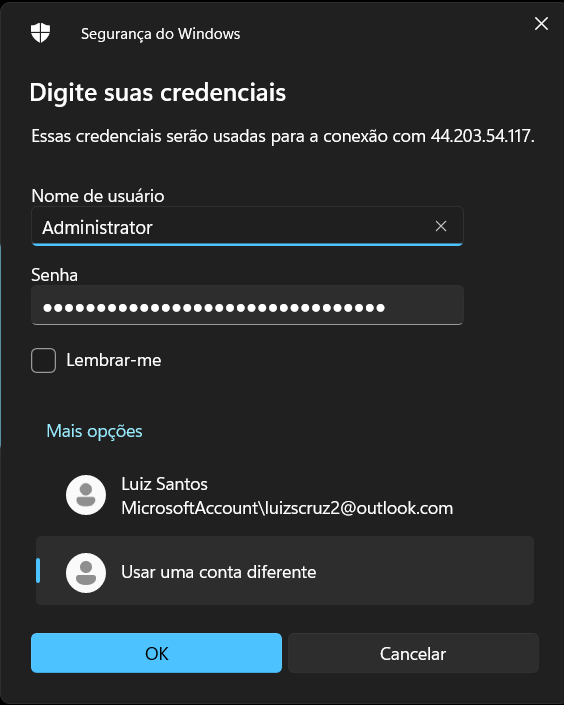 Segurança do Windows
Digite suas credenciais
Essas credenciais serão usadas para a conexão com 44.203.54.117.
Nome de usuário
Administrator
Senha
Lembrar-me
Mais opções
Luiz Santos
MicrosoftAccount\luizscruz2@outlook.com
Usar uma conta diferente
OK
Cancelar